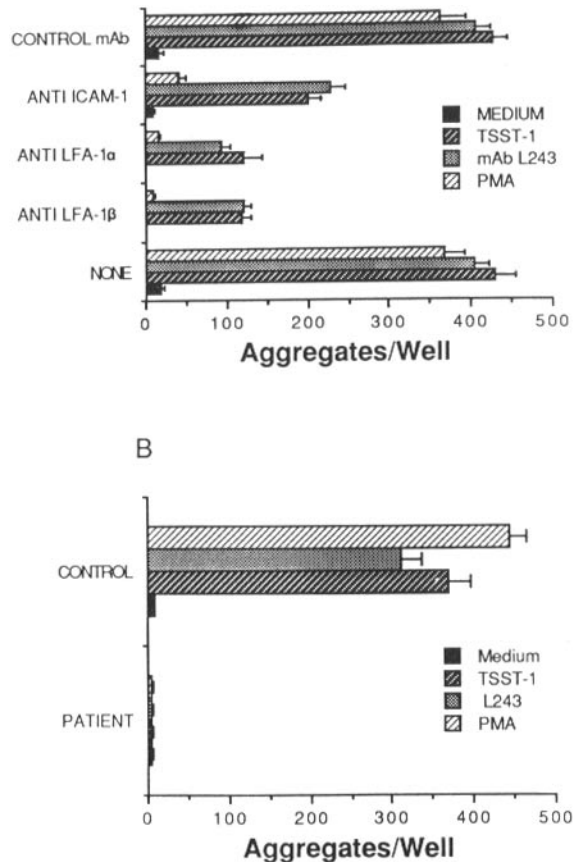 CONTROL mAb
ANTI ICAM-1
ANTI LFA-1α
ANTI LFA-1β
NONE
MEDIUM
TSST-1
mAb L243
PMA
0 100 200 300 400 500
Aggregates/Well
B
CONTROL
PATIENT
Medium
TSST-1
L243
PMA
0 100 200 300 400 500
Aggregates/Well